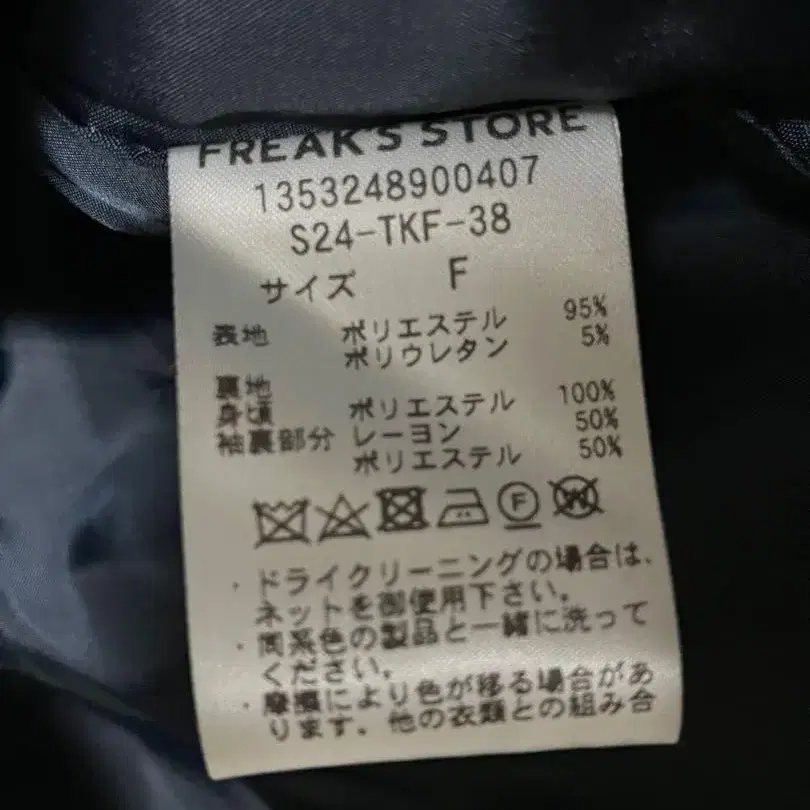 FREAK'S STORE
1353248900407
S24-TKF-38
サイズ F
表地 ポリエステル 95%
ポリウレタン 5%
裏地
身頃 ポリエステル 100%
袖裏部分 レーヨン 50%
ポリエステル 50%
F W
・ドライクリーニングの場合は、
ネットを御使用下さい。
・同系色の製品と一緒に洗って
ください。
・摩擦により色が移る場合があ
ります。他の衣類との組み合